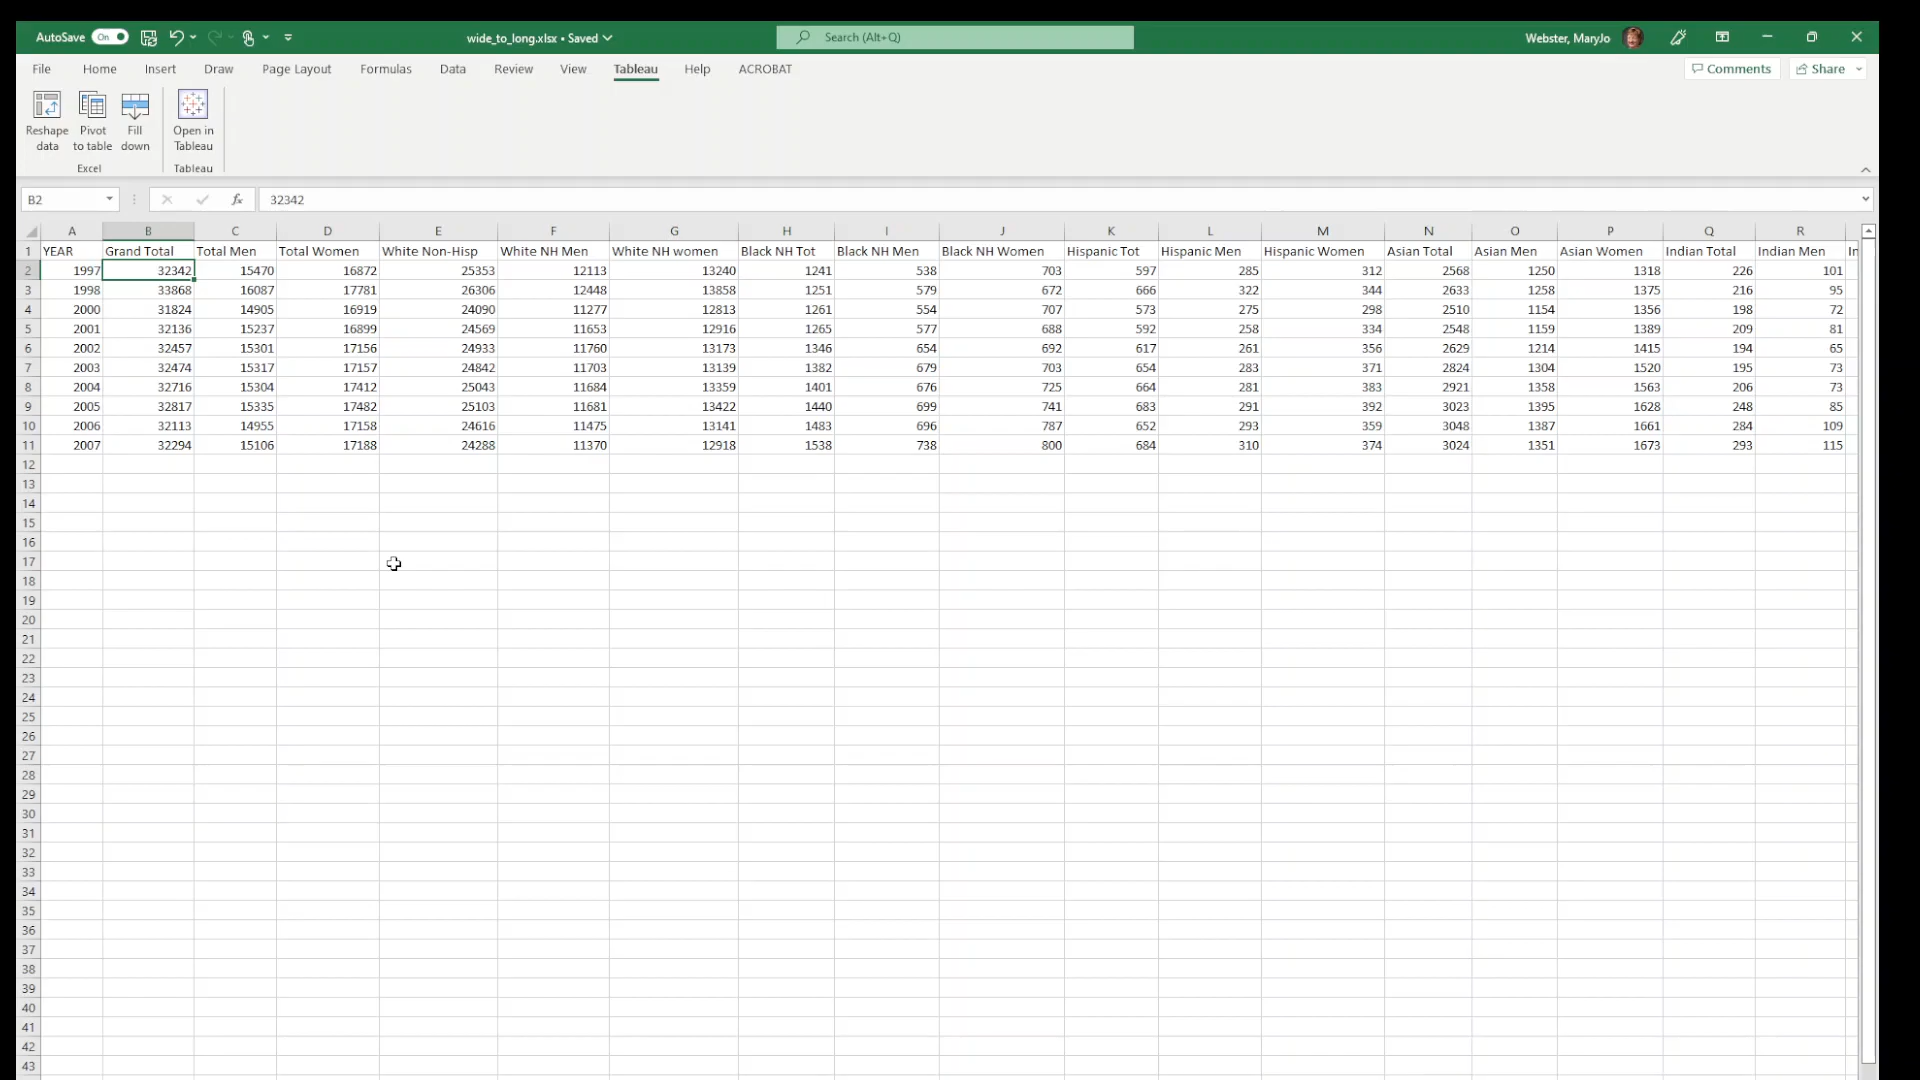 AutoSave On wide_to_long.xlsx • Saved Search (Alt+Q) Webster, MaryJo
File Home Insert Draw Page Layout Formulas Data Review View Tableau Help ACROBAT Comments Share
Reshape data Pivot to table Fill down Open in Tableau
Excel Tableau
B2 fx 32342
A B C D E F G H I J K L M N O P Q R
1 YEAR Grand Total Total Men Total Women White Non-Hisp White NH Men White NH women Black NH Tot Black NH Men Black NH Women Hispanic Tot Hispanic Men Hispanic Women Asian Total Asian Men Asian Women Indian Total Indian Men
2 1997 32342 15470 16872 25353 12113 13240 1241 538 703 597 285 312 2568 1250 1318 226 101
3 1998 33868 16087 17781 26306 12448 13858 1251 579 672 666 322 344 2633 1258 1375 216 95
4 2000 31824 14905 16919 24090 11277 12813 1261 554 707 573 275 298 2510 1154 1356 198 72
5 2001 32136 15237 16899 24569 11653 12916 1265 577 688 592 258 334 2548 1159 1389 209 81
6 2002 32457 15301 17156 24933 11760 13173 1346 654 692 617 261 356 2629 1214 1415 194 65
7 2003 32474 15317 17157 24842 11703 13139 1382 679 703 654 283 371 2824 1304 1520 195 73
8 2004 32716 15304 17412 25043 11684 13359 1401 676 725 664 281 383 2921 1358 1563 206 73
9 2005 32817 15335 17482 25103 11681 13422 1440 699 741 683 291 392 3023 1395 1628 248 85
10 2006 32113 14955 17158 24616 11475 13141 1483 696 787 652 293 359 3048 1387 1661 284 109
11 2007 32294 15106 17188 24288 11370 12918 1538 738 800 684 310 374 3024 1351 1673 293 115
12
13
14
15
16
17
18
19
20
21
22
23
24
25
26
27
28
29
30
31
32
33
34
35
36
37
38
39
40
41
42
43